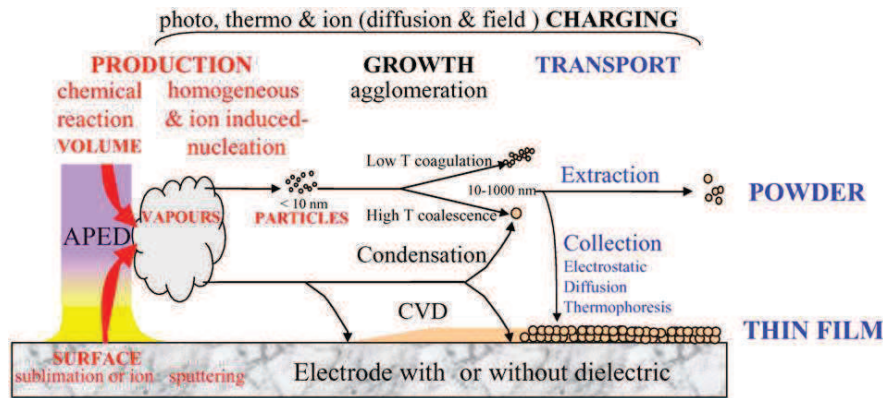 photo, thermo & ion (diffusion & field ) CHARGING
PRODUCTION
GROWTH
TRANSPORT
chemical
reaction
VOLUME
homogeneous
& ion induced-
nucleation
agglomeration
Low T coagulation
< 10 nm
PARTICLES
10-1000 nm
High T coalescence
Extraction
POWDER
VAPOURS
APED
Condensation
Collection
Electrostatic
Diffusion
Thermophoresis
CVD
THIN FILM
SURFACE
sublimation or ion sputtering
Electrode with or without dielectric